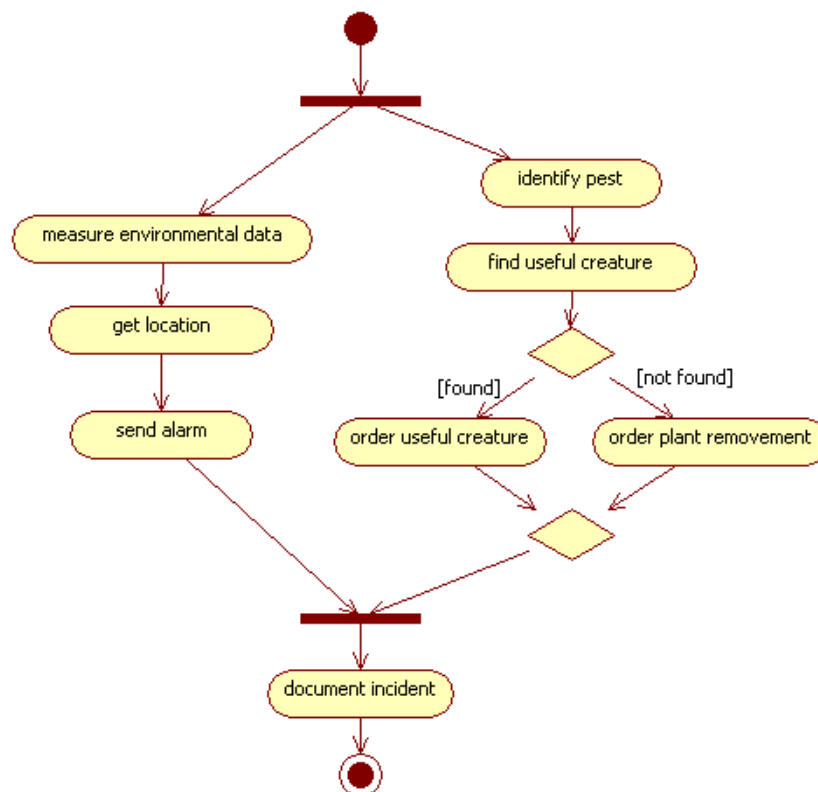 identify pest
measure environmental data
find useful creature
get location
[found]
[not found]
send alarm
order useful creature
order plant removement
document incident